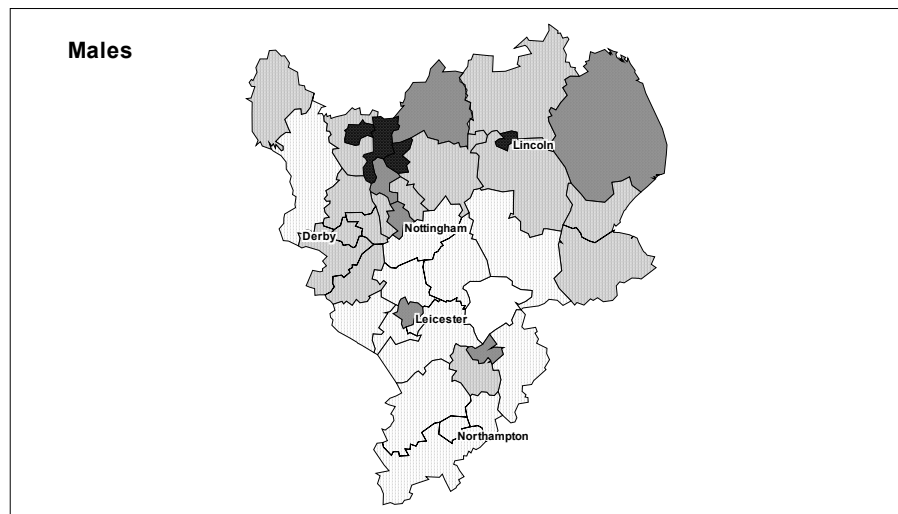 Males
Lincoln
Nottingham
Derby
Leicester
Northampton